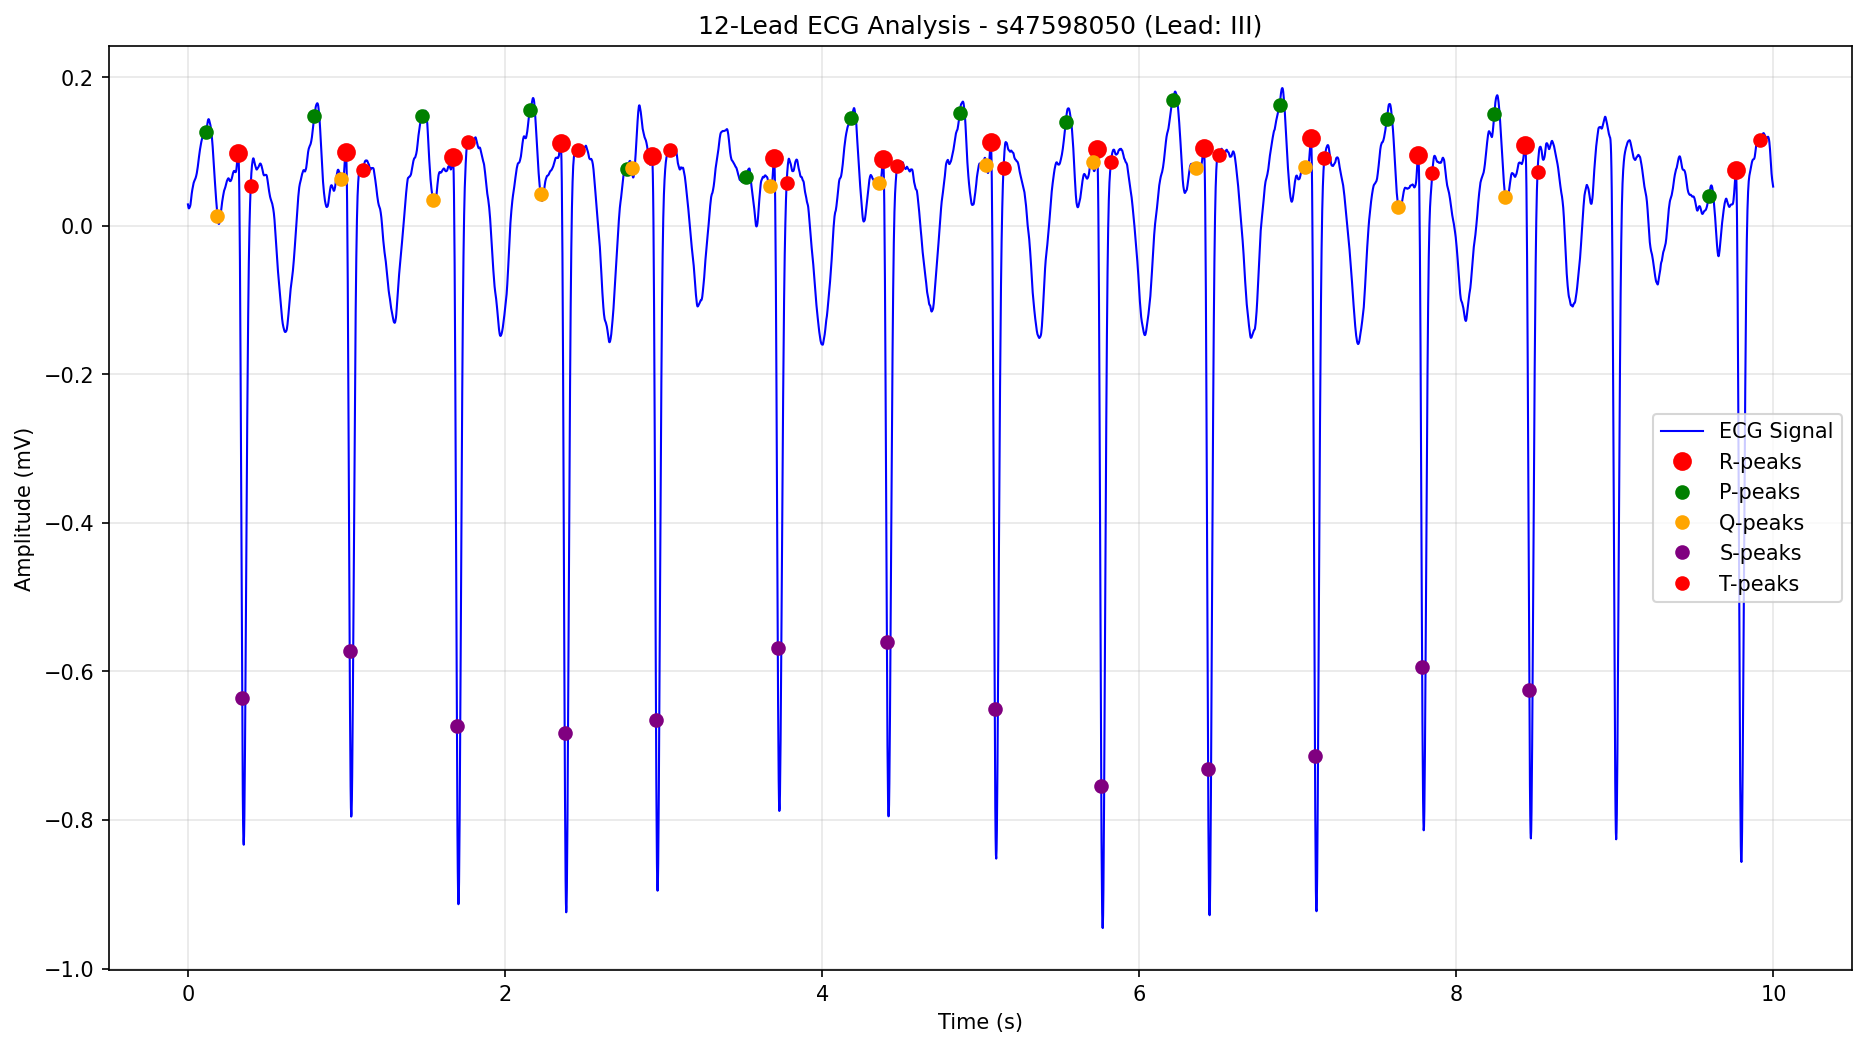 12-Lead ECG Analysis - s47598050 (Lead: III)
0.2
0.0
−0.2
−0.4
−0.6
−0.8
−1.0
Amplitude (mV)
ECG Signal
R-peaks
P-peaks
Q-peaks
S-peaks
T-peaks
0 2 4 6 8 10
Time (s)